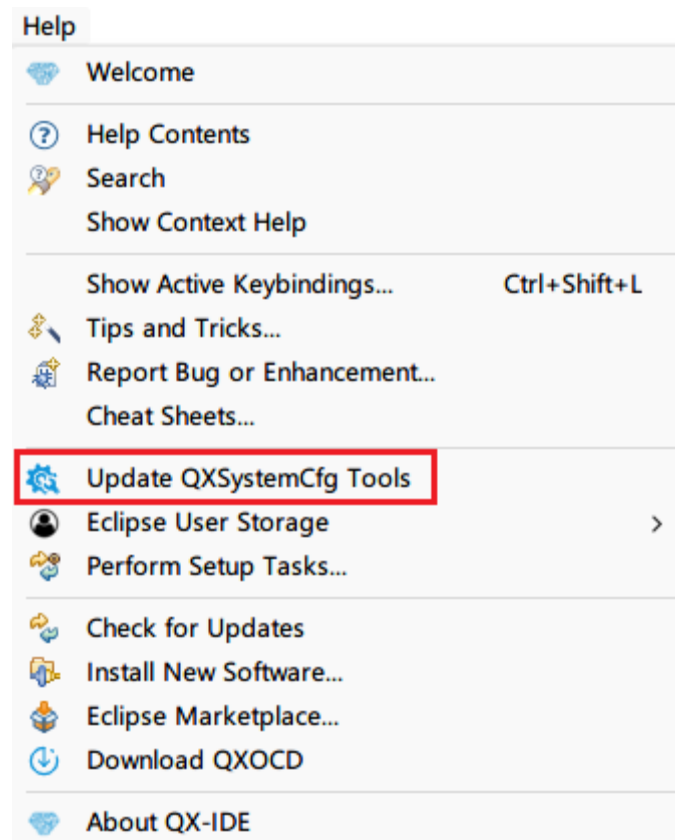 Help
Welcome
Help Contents
Search
Show Context Help
Show Active Keybindings... Ctrl+Shift+L
Tips and Tricks...
Report Bug or Enhancement...
Cheat Sheets...
Update QXSystemCfg Tools
Eclipse User Storage
Perform Setup Tasks...
Check for Updates
Install New Software...
Eclipse Marketplace...
Download QXOCD
About QX-IDE